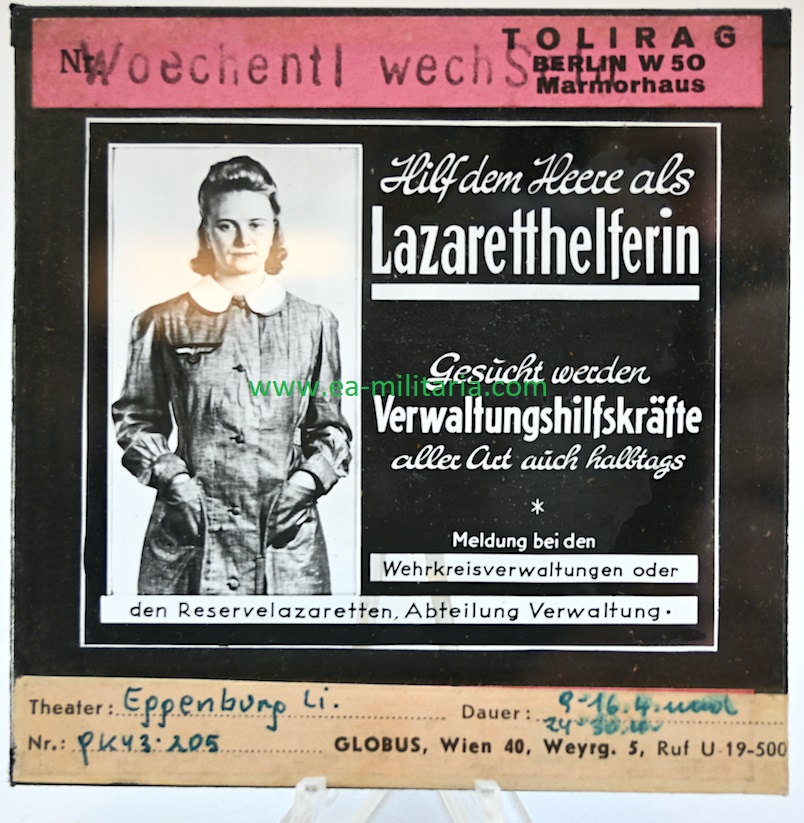 TOLIRAG
Nr. Woechentl wechS
BERLIN W 50
Marmorhaus
Hilf dem Heere als
Lazaretthelferin
Gesucht werden
www.ea-militaria.com
Verwaltungshilfskräfte
aller Art auch halbtags
*
Meldung bei den
Wehrkreisverwaltungen oder
den Reservelazaretten, Abteilung Verwaltung.
Theater: Eppenburg Li. Dauer: 9-16.4. und
24-30.
Nr.: PK43.205 GLOBUS, Wien 40, Weyrg. 5, Ruf U 19-500